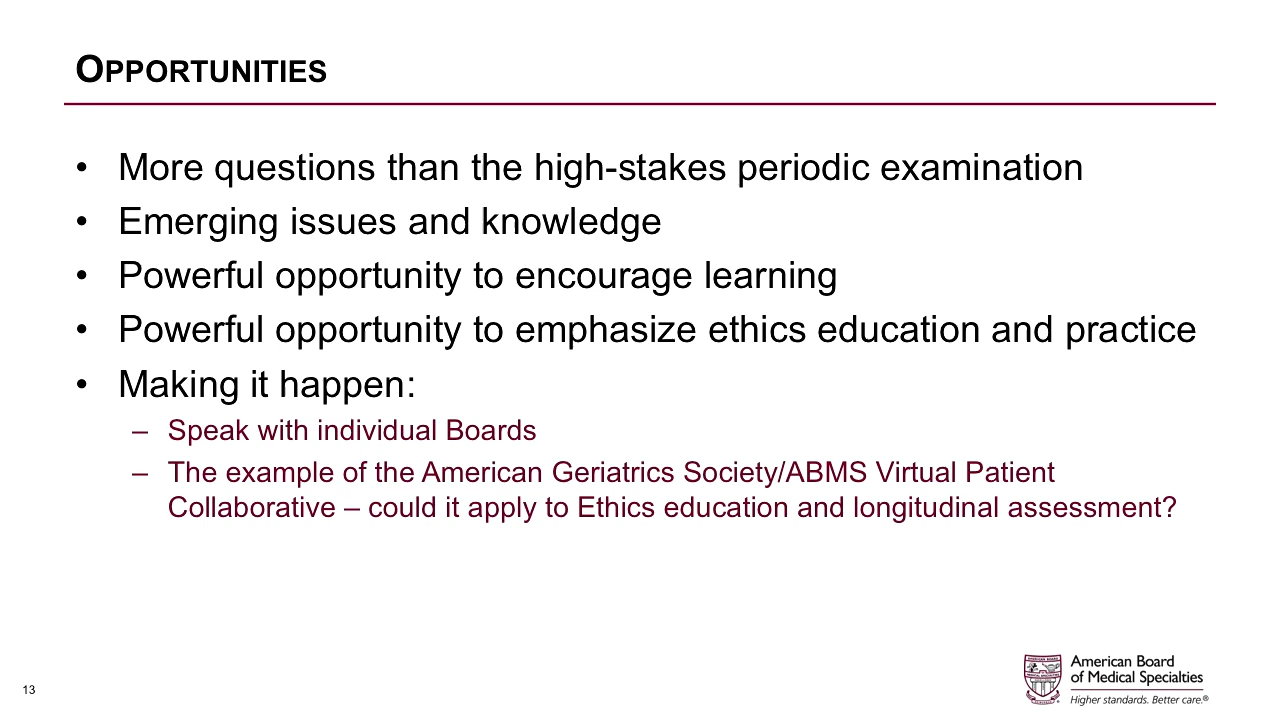 OPPORTUNITIES
• More questions than the high-stakes periodic examination
• Emerging issues and knowledge
• Powerful opportunity to encourage learning
• Powerful opportunity to emphasize ethics education and practice
• Making it happen:
– Speak with individual Boards
– The example of the American Geriatrics Society/ABMS Virtual Patient
Collaborative – could it apply to Ethics education and longitudinal assessment?
13
American Board
of Medical Specialties
Higher standards. Better care.®